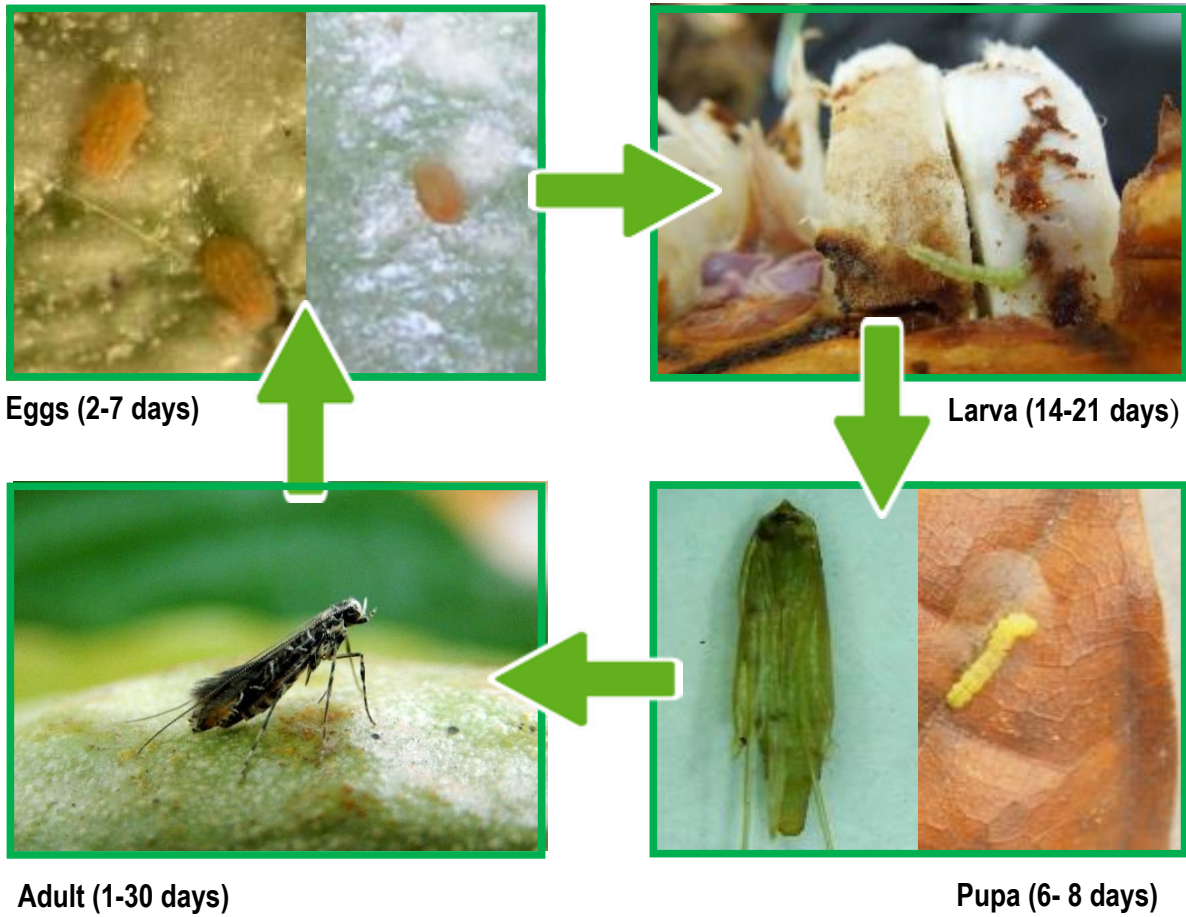 Eggs (2-7 days)
Larva (14-21 days)
Adult (1-30 days)
Pupa (6- 8 days)